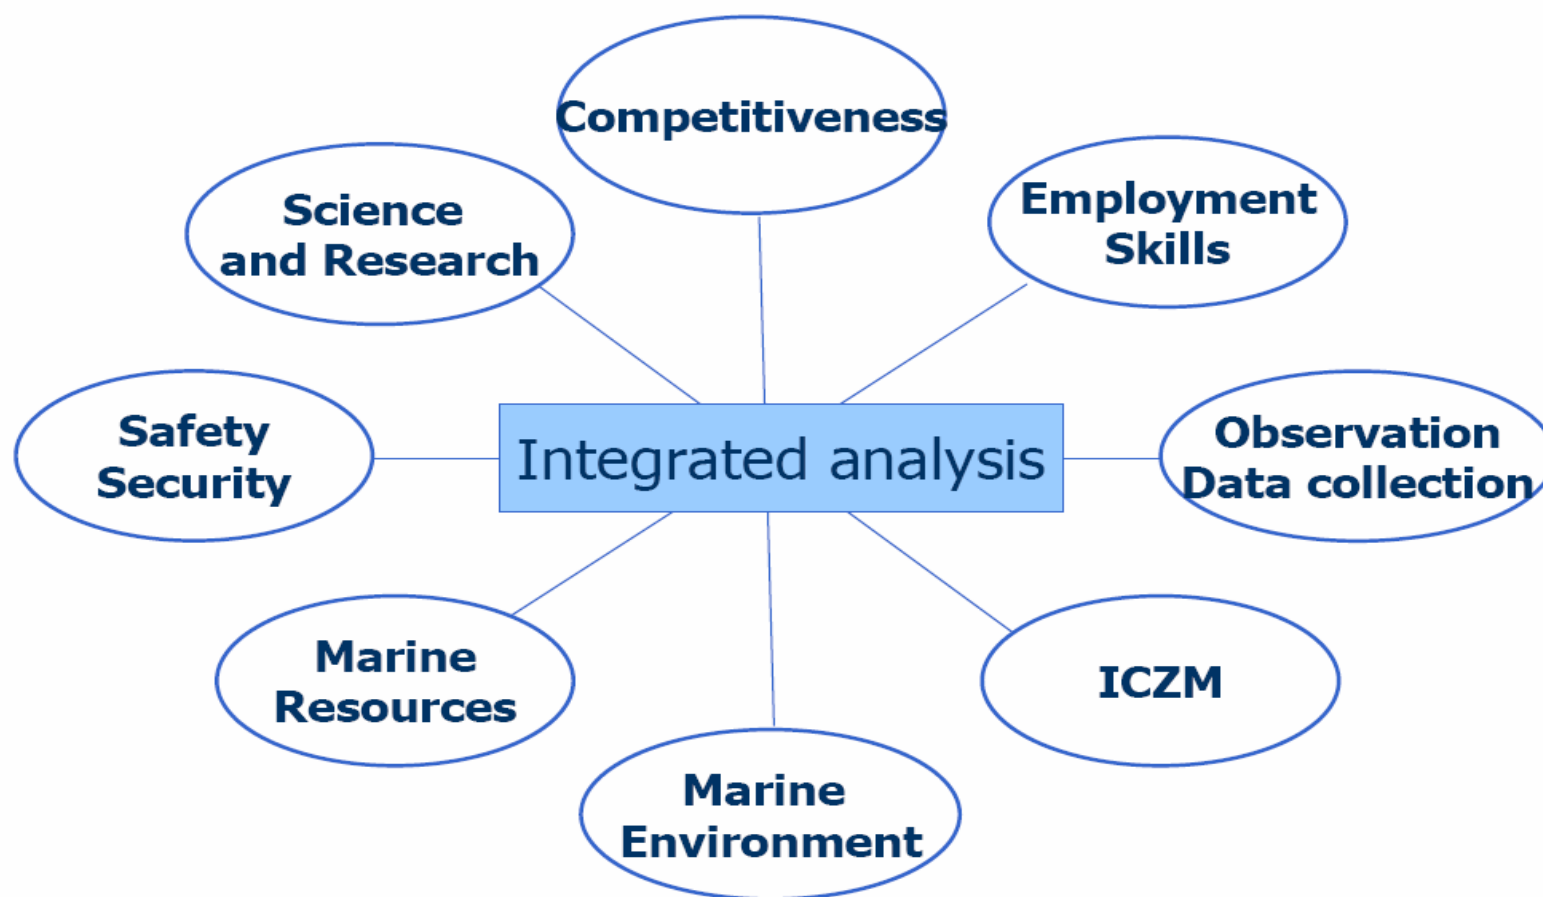 Competitiveness
Science
and Research
Employment
Skills
Safety
Security
Integrated analysis
Observation
Data collection
Marine
Resources
ICZM
Marine
Environment